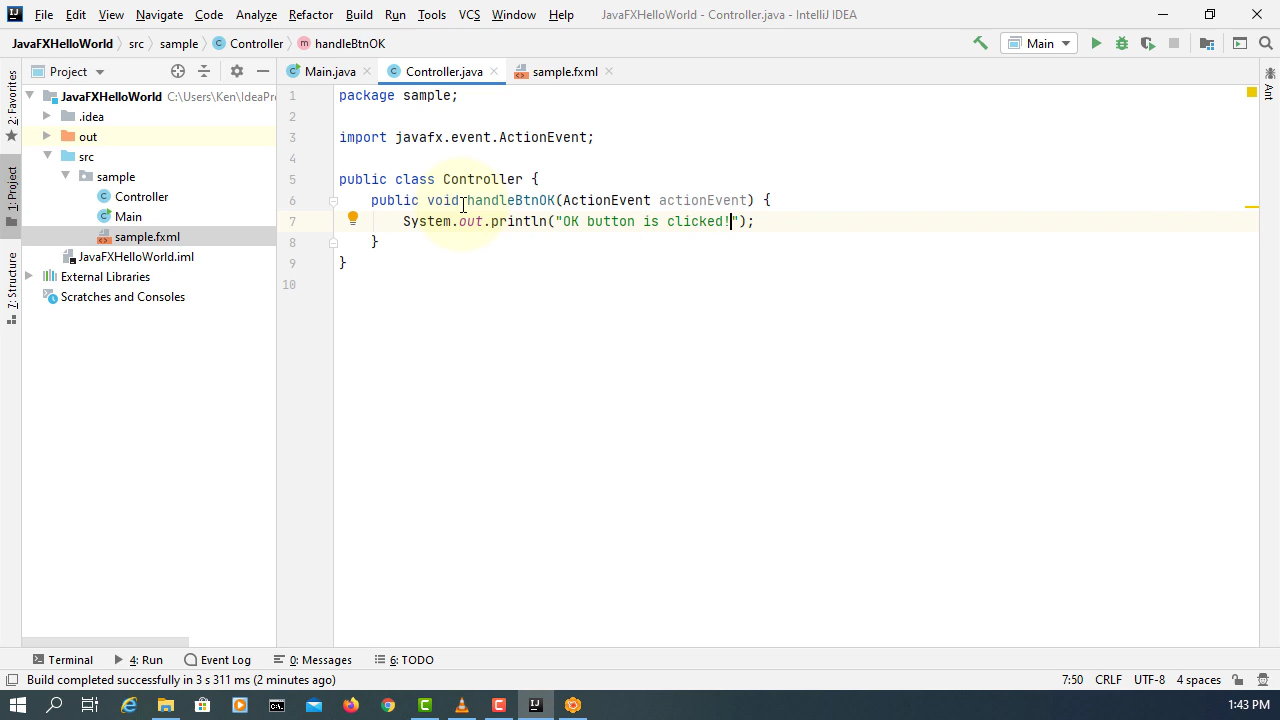 File Edit View Navigate Code Analyze Refactor Build Run Tools VCS Window Help JavaFXHelloWorld - Controller.java - IntelliJ IDEA
JavaFXHelloWorld src sample Controller handleBtnOK Main
Project Main.java Controller.java sample.fxml
JavaFXHelloWorld C:\Users\Ken\IdeaPro
.idea
out
src
sample
Controller
Main
sample.fxml
JavaFXHelloWorld.iml
External Libraries
Scratches and Consoles
2: Favorites
1: Project
7: Structure
1 package sample;
2
3 import javafx.event.ActionEvent;
4
5 public class Controller {
6 public void handleBtnOK(ActionEvent actionEvent) {
7 System.out.println("OK button is clicked!");
8 }
9 }
10
Ant
Terminal 4: Run Event Log 0: Messages 6: TODO
Build completed successfully in 3 s 311 ms (2 minutes ago) 7:50 CRLF UTF-8 4 spaces
1:43 PM